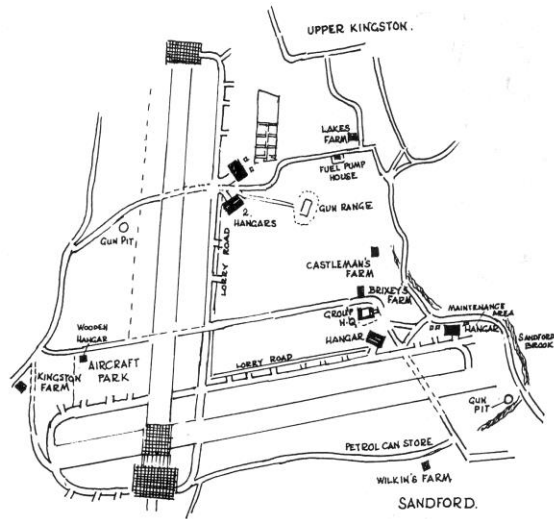 UPPER KINGSTON.
LAKES
FARM
FUEL PUMP
HOUSE
GUN RANGE
2.
HANGARS
GUN PIT
LORRY ROAD
CASTLEMAN'S
FARM
BRIXEY'S
FARM
GROUP
H-Q
MAINTENANCE
AREA
HANGAR
SANDFORD
BROOK
WOODEN
HANGAR
AIRCRAFT
PARK
KINGSTON
FARM
LORRY ROAD
HANGAR
GUN
PIT
PETROL CAN STORE
WILKIN'S FARM
SANDFORD.